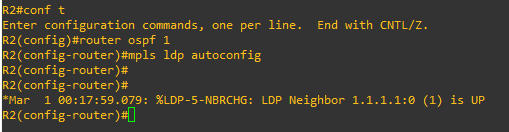 R2#conf t
Enter configuration commands, one per line.  End with CNTL/Z.
R2(config)#router ospf 1
R2(config-router)#mpls ldp autoconfig
R2(config-router)#
R2(config-router)#
*Mar  1 00:17:59.079: %LDP-5-NBRCHG: LDP Neighbor 1.1.1.1:0 (1) is UP
R2(config-router)#